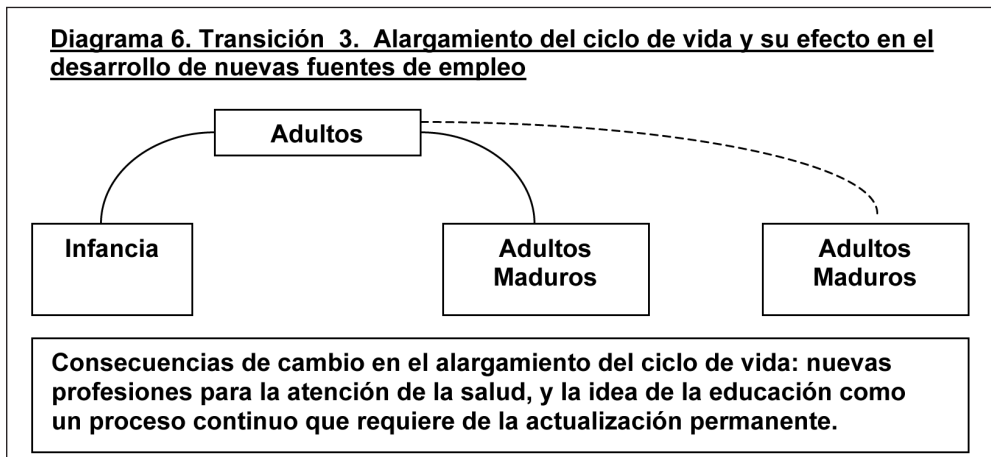 Diagrama 6. Transición  3.  Alargamiento del ciclo de vida y su efecto en el
desarrollo de nuevas fuentes de empleo
Adultos
Infancia
Adultos
Maduros
Adultos
Maduros
Consecuencias de cambio en el alargamiento del ciclo de vida: nuevas
profesiones para la atención de la salud, y la idea de la educación como
un proceso continuo que requiere de la actualización permanente.